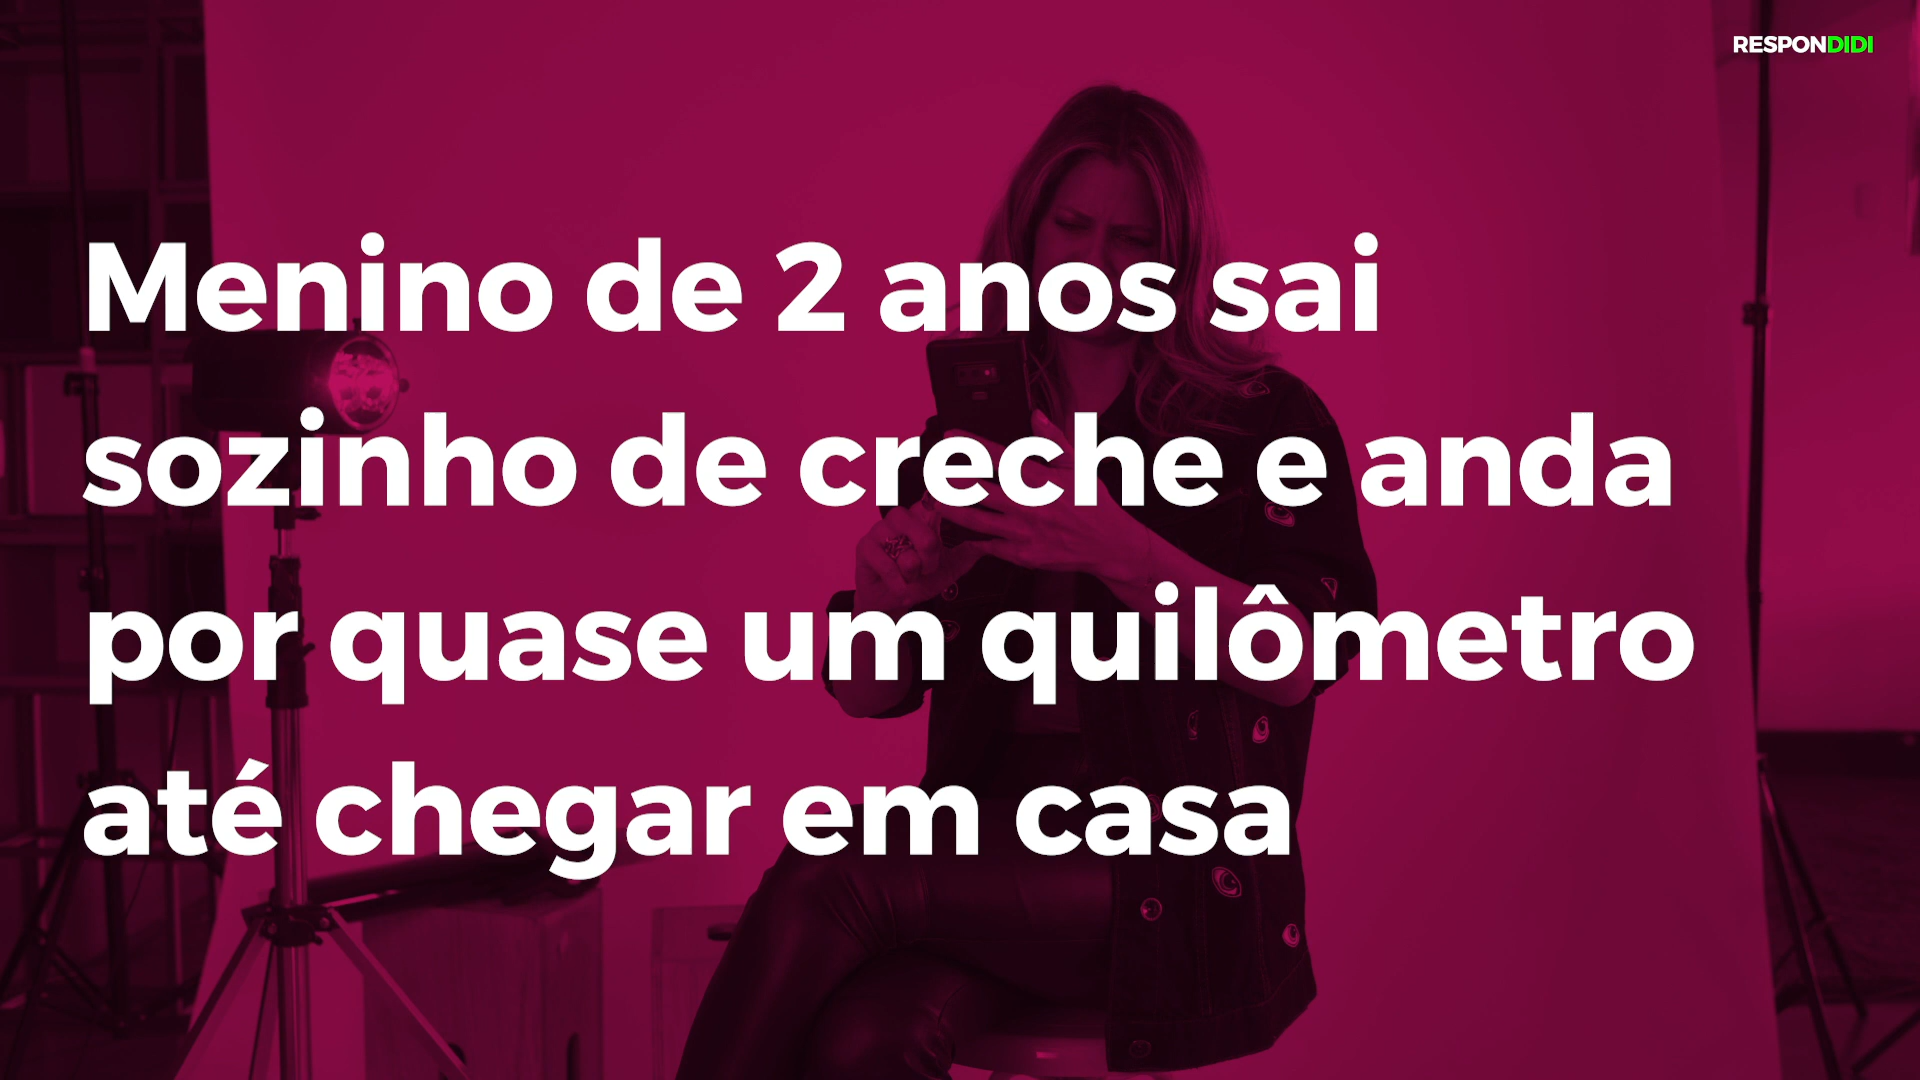 RESPONDIDI
Menino de 2 anos sai
sozinho de creche e anda
por quase um quilômetro
até chegar em casa